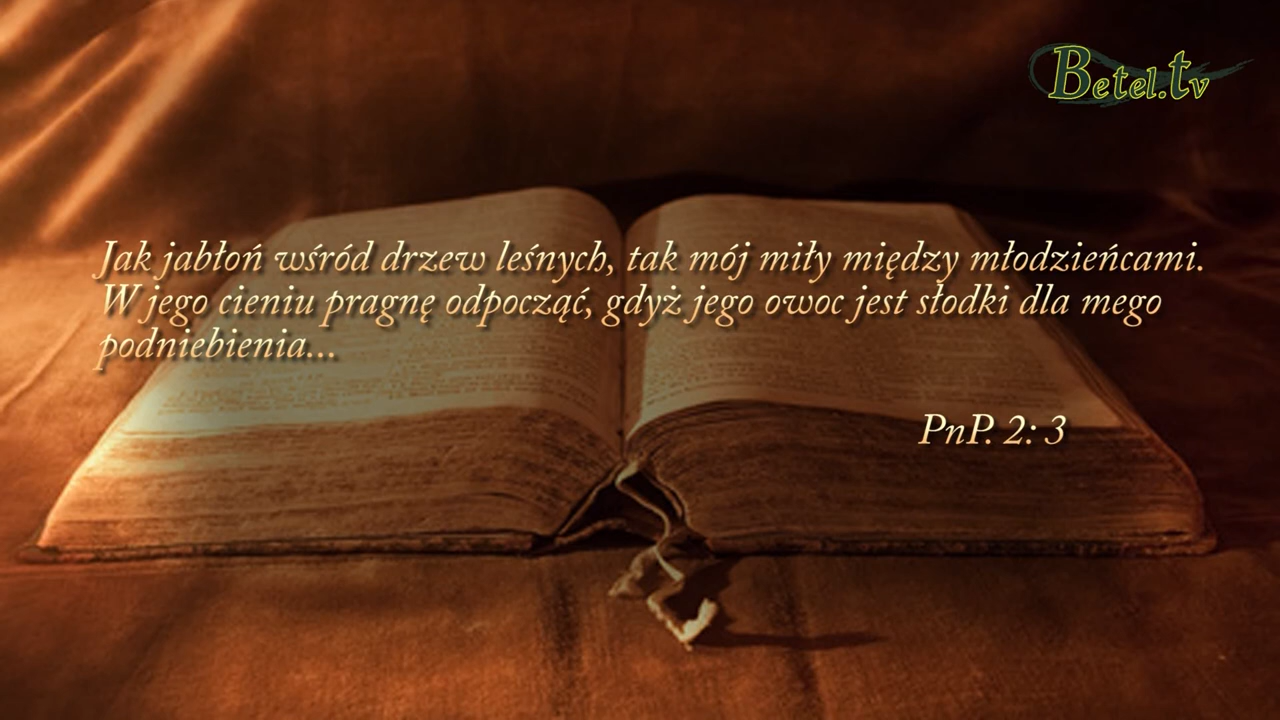 Betel.tv
Jak jabłoń wśród drzew leśnych, tak mój miły między młodzieńcami.
W jego cieniu pragnę odpocząć, gdyż jego owoc jest słodki dla mego
podniebienia...
PnP. 2: 3